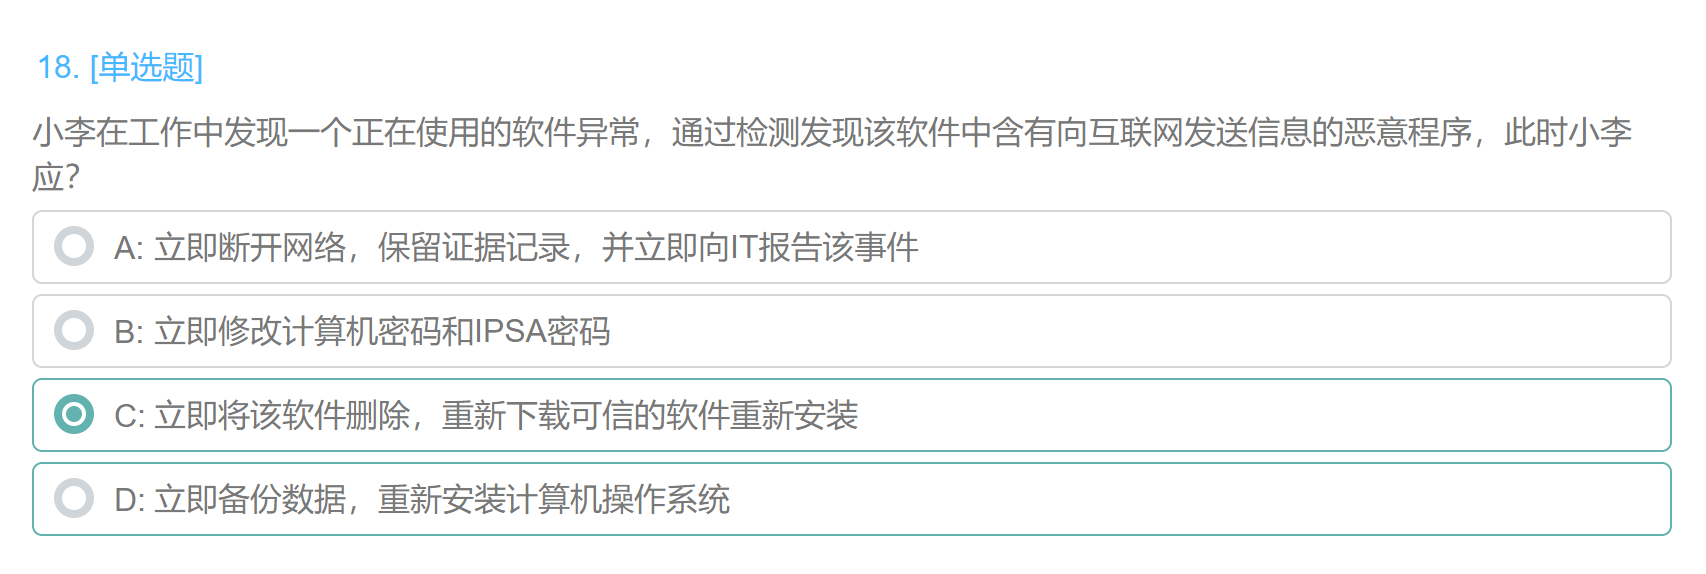 18. [单选题]
小李在工作中发现一个正在使用的软件异常，通过检测发现该软件中含有向互联网发送信息的恶意程序，此时小李
应？
A: 立即断开网络，保留证据记录，并立即向IT报告该事件
B: 立即修改计算机密码和IPSA密码
C: 立即将该软件删除，重新下载可信的软件重新安装
D: 立即备份数据，重新安装计算机操作系统